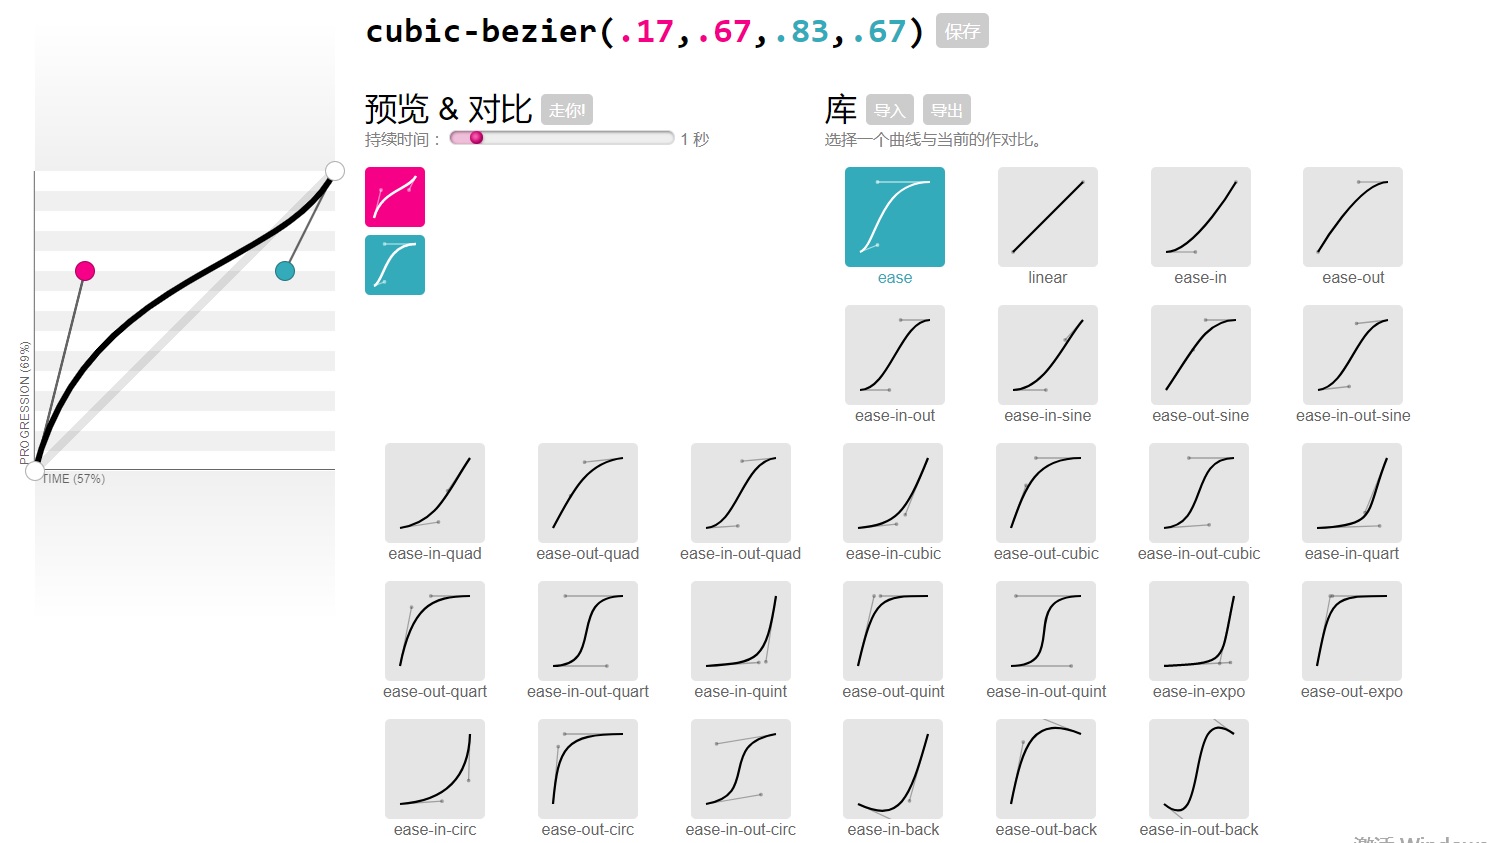 cubic-bezier(.17,.67,.83,.67) 保存
预览 & 对比 走你!
持续时间： 1 秒
库 导入 导出
选择一个曲线与当前的作对比。
PROGRESSION (69%)
TIME (57%)
ease linear ease-in ease-out
ease-in-out ease-in-sine ease-out-sine ease-in-out-sine
ease-in-quad ease-out-quad ease-in-out-quad ease-in-cubic ease-out-cubic ease-in-out-cubic ease-in-quart
ease-out-quart ease-in-out-quart ease-in-quint ease-out-quint ease-in-out-quint ease-in-expo ease-out-expo
ease-in-circ ease-out-circ ease-in-out-circ ease-in-back ease-out-back ease-in-out-back
激活 Windows